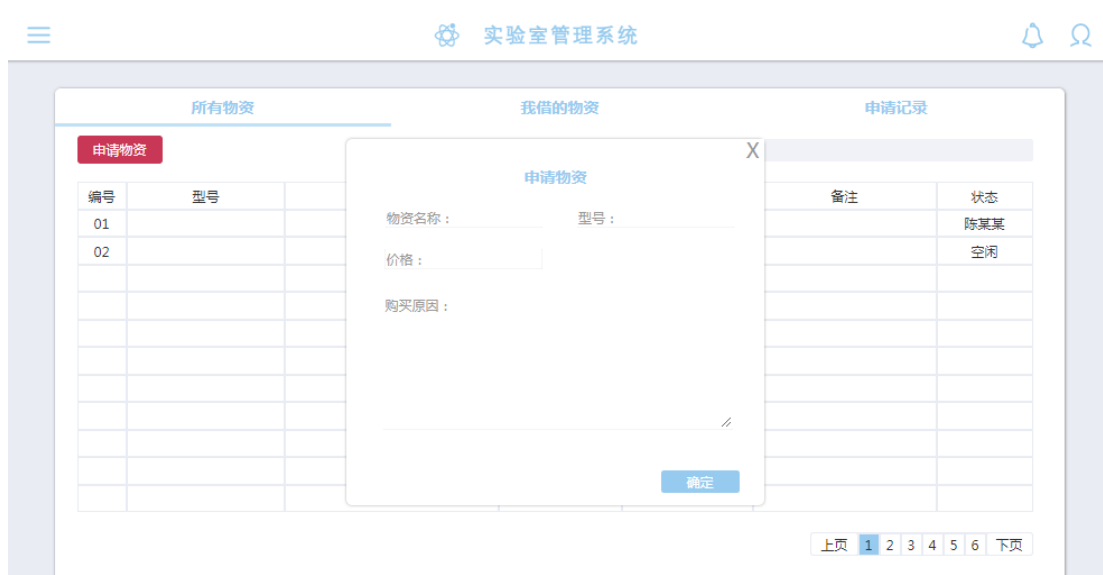 实验室管理系统
所有物资 我借的物资 申请记录
申请物资
X
申请物资
编号 型号 备注 状态
物资名称： 型号：
01 陈某某
02 空闲
价格：
购买原因：
确定
上页 1 2 3 4 5 6 下页